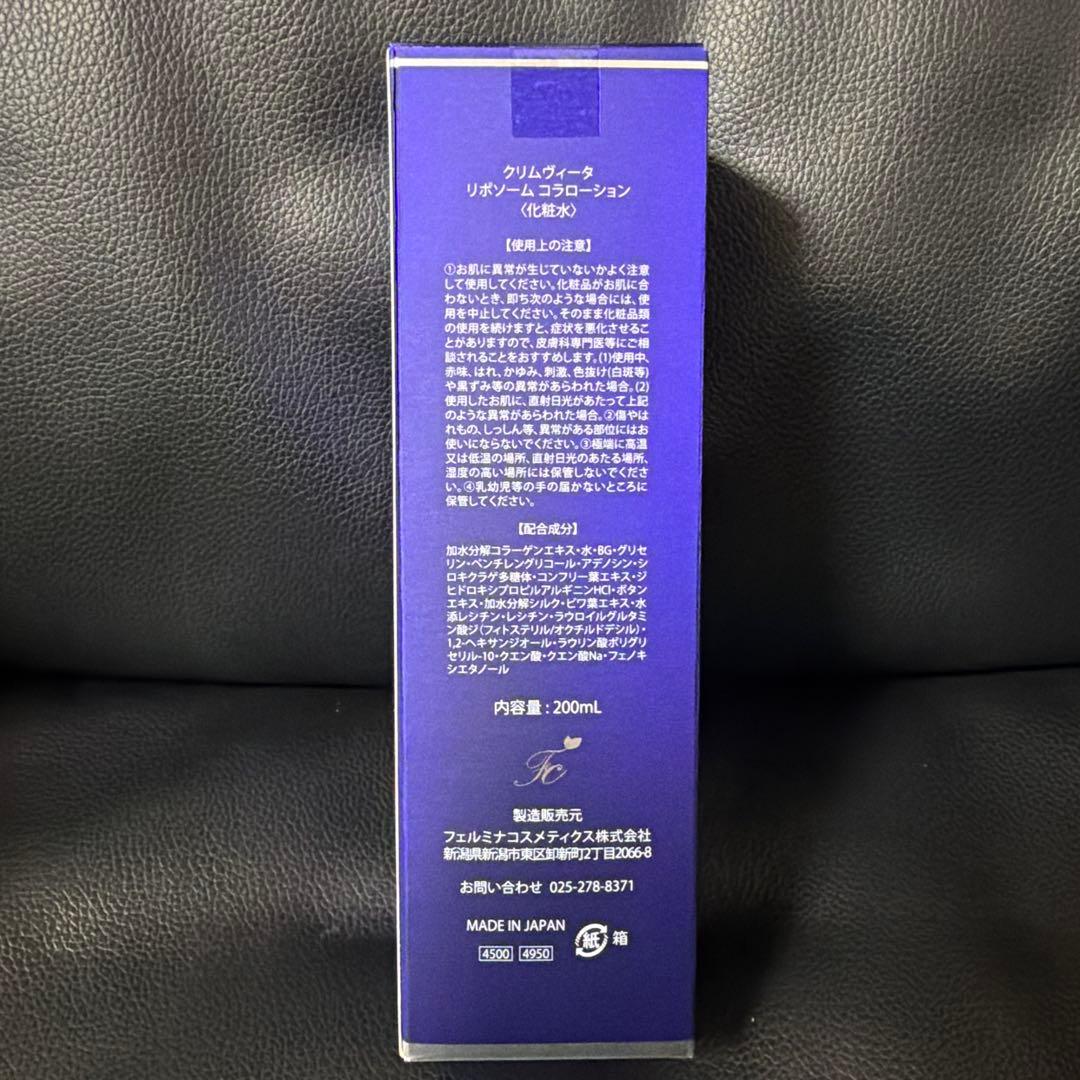 クリムヴィータ
リポソーム コラローション
〈化粧水〉
【使用上の注意】
①お肌に異常が生じていないかよく注意
して使用してください。化粧品がお肌に合
わないとき、即ち次のような場合には、使
用を中止してください。そのまま化粧品類
の使用を続けますと、症状を悪化させるこ
とがありますので、皮膚科専門医等にご相
談されることをおすすめします。(1)使用中、
赤味、はれ、かゆみ、刺激、色抜け(白斑等)
や黒ずみ等の異常があらわれた場合。(2)
使用したお肌に、直射日光があたって上記
のような異常があらわれた場合。②傷やは
れもの、しっしん等、異常がある部位にはお
使いにならないでください。③極端に高温
又は低温の場所、直射日光のあたる場所、
湿度の高い場所には保管しないでくださ
い。④乳幼児等の手の届かないところに
保管してください。
【配合成分】
加水分解コラーゲンエキス・水・BG・グリセ
リン・ペンチレングリコール・アデノシン・シ
ロキクラゲ多糖体・コンフリー葉エキス・ジ
ヒドロキシプロピルアルギニンHCl・ボタン
エキス・加水分解シルク・ビワ葉エキス・水
添レシチン・レシチン・ラウロイルグルタミ
ン酸ジ(フィトステリル/オクチルドデシル)・
1,2-ヘキサンジオール・ラウリン酸ポリグリ
セリル-10・クエン酸・クエン酸Na・フェノキ
シエタノール
内容量 : 200mL
Fc
製造販売元
フェルミナコスメティクス株式会社
新潟県新潟市東区卸新町2丁目2066-8
お問い合わせ 025-278-8371
MADE IN JAPAN
紙 箱
4500 4950